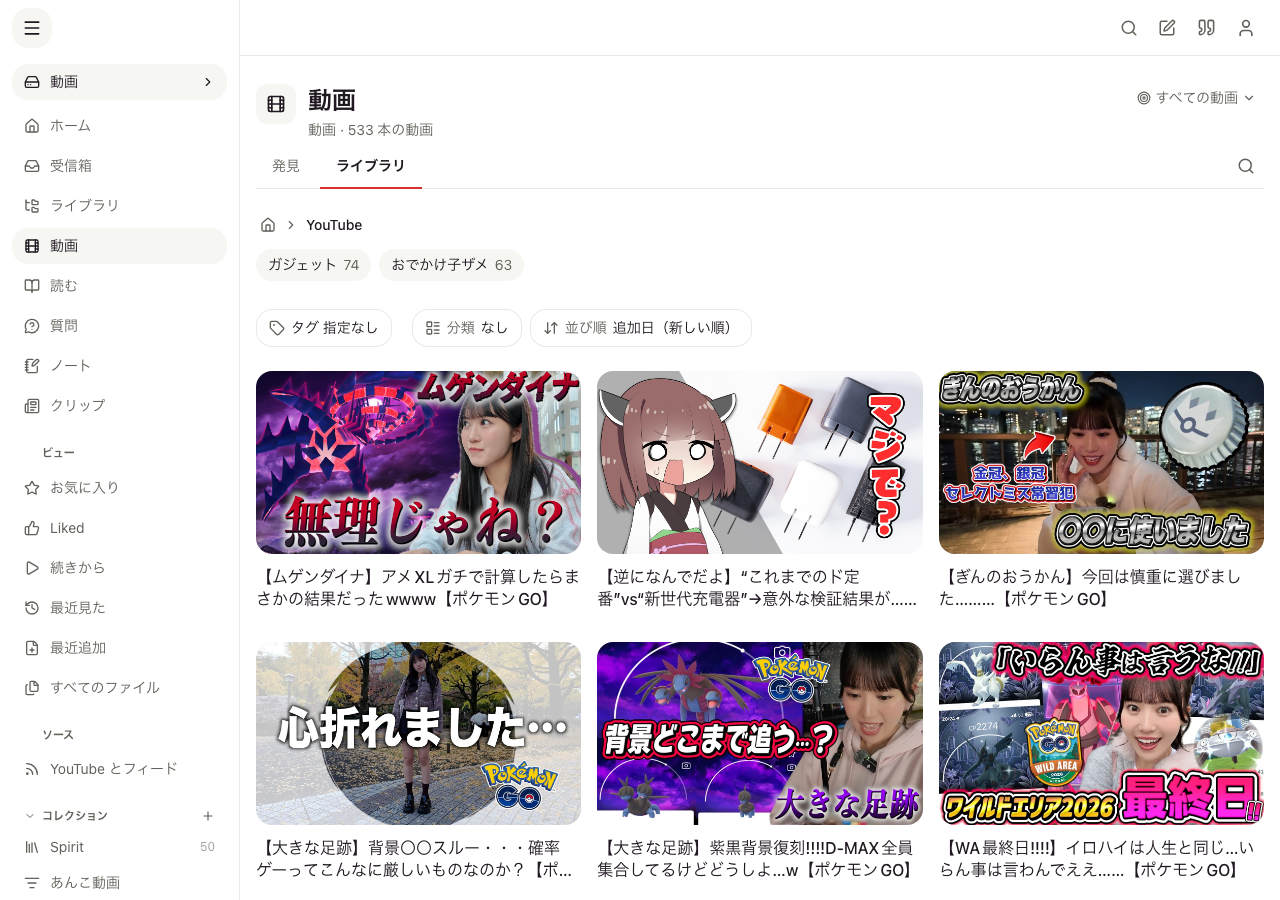 動画
ホーム
受信箱
ライブラリ
動画
読む
質問
ノート
クリップ
ビュー
お気に入り
Liked
続きから
最近見た
最近追加
すべてのファイル
ソース
YouTube とフィード
コレクション
Spirit 50
あんこ動画
動画
動画 · 533 本の動画
すべての動画
発見
ライブラリ
YouTube
ガジェット 74
おでかけ子ザメ 63
タグ 指定なし
分類 なし
並び順 追加日（新しい順）
ムゲンダイナ
無理じゃね？
【ムゲンダイナ】アメXLガチで計算したらま
さかの結果だったwwww【ポケモンGO】
マジで？
【逆になんでだよ】“これまでのド定
番”vs“新世代充電器”→意外な検証結果が……
ぎんのおうかん
金冠、銀冠
セレクトミス常習犯
〇〇に使いました
【ぎんのおうかん】今回は慎重に選びまし
た………【ポケモンGO】
心折れました…
Pokémon
GO
【大きな足跡】背景〇〇スルー・・・確率
ゲーってこんなに厳しいものなのか？【ポ…
Pokémon
GO
背景どこまで追う…？
大きな足跡
【大きな足跡】紫黒背景復刻!!!!D-MAX全員
集合してるけどどうしよ…w【ポケモンGO】
「いらん事は言うな!!」
CP2274
Pokémon
GO
WILD AREA
2026
ワイルドエリア2026
最終日!!
【WA最終日!!!!】イロハイは人生と同じ…い
らん事は言わんでええ……【ポケモンGO】